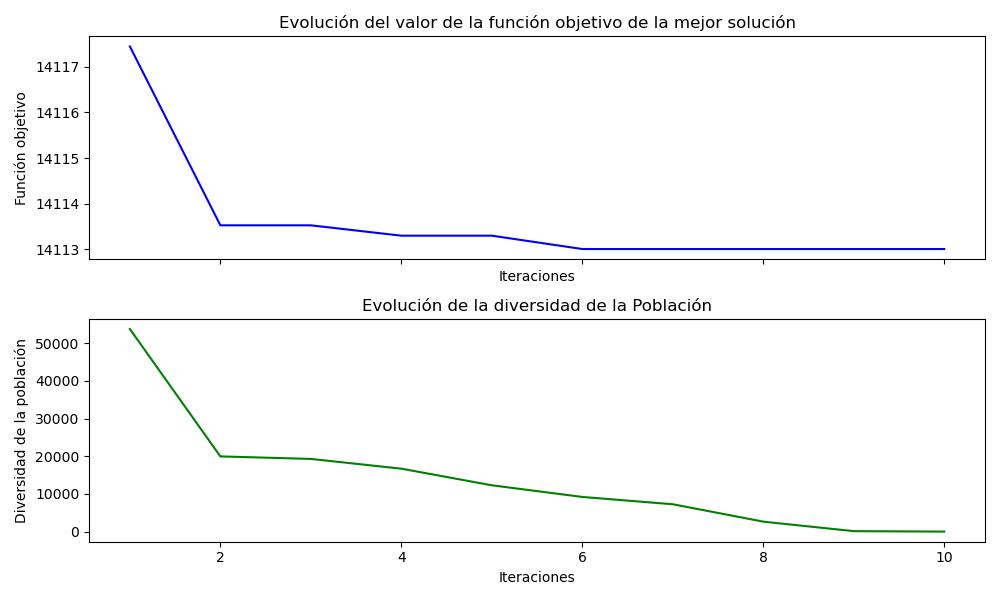 Evolución del valor de la función objetivo de la mejor solución
Función objetivo
14117
14116
14115
14114
14113
Iteraciones
Evolución de la diversidad de la Población
Diversidad de la población
50000
40000
30000
20000
10000
0
2 4 6 8 10
Iteraciones